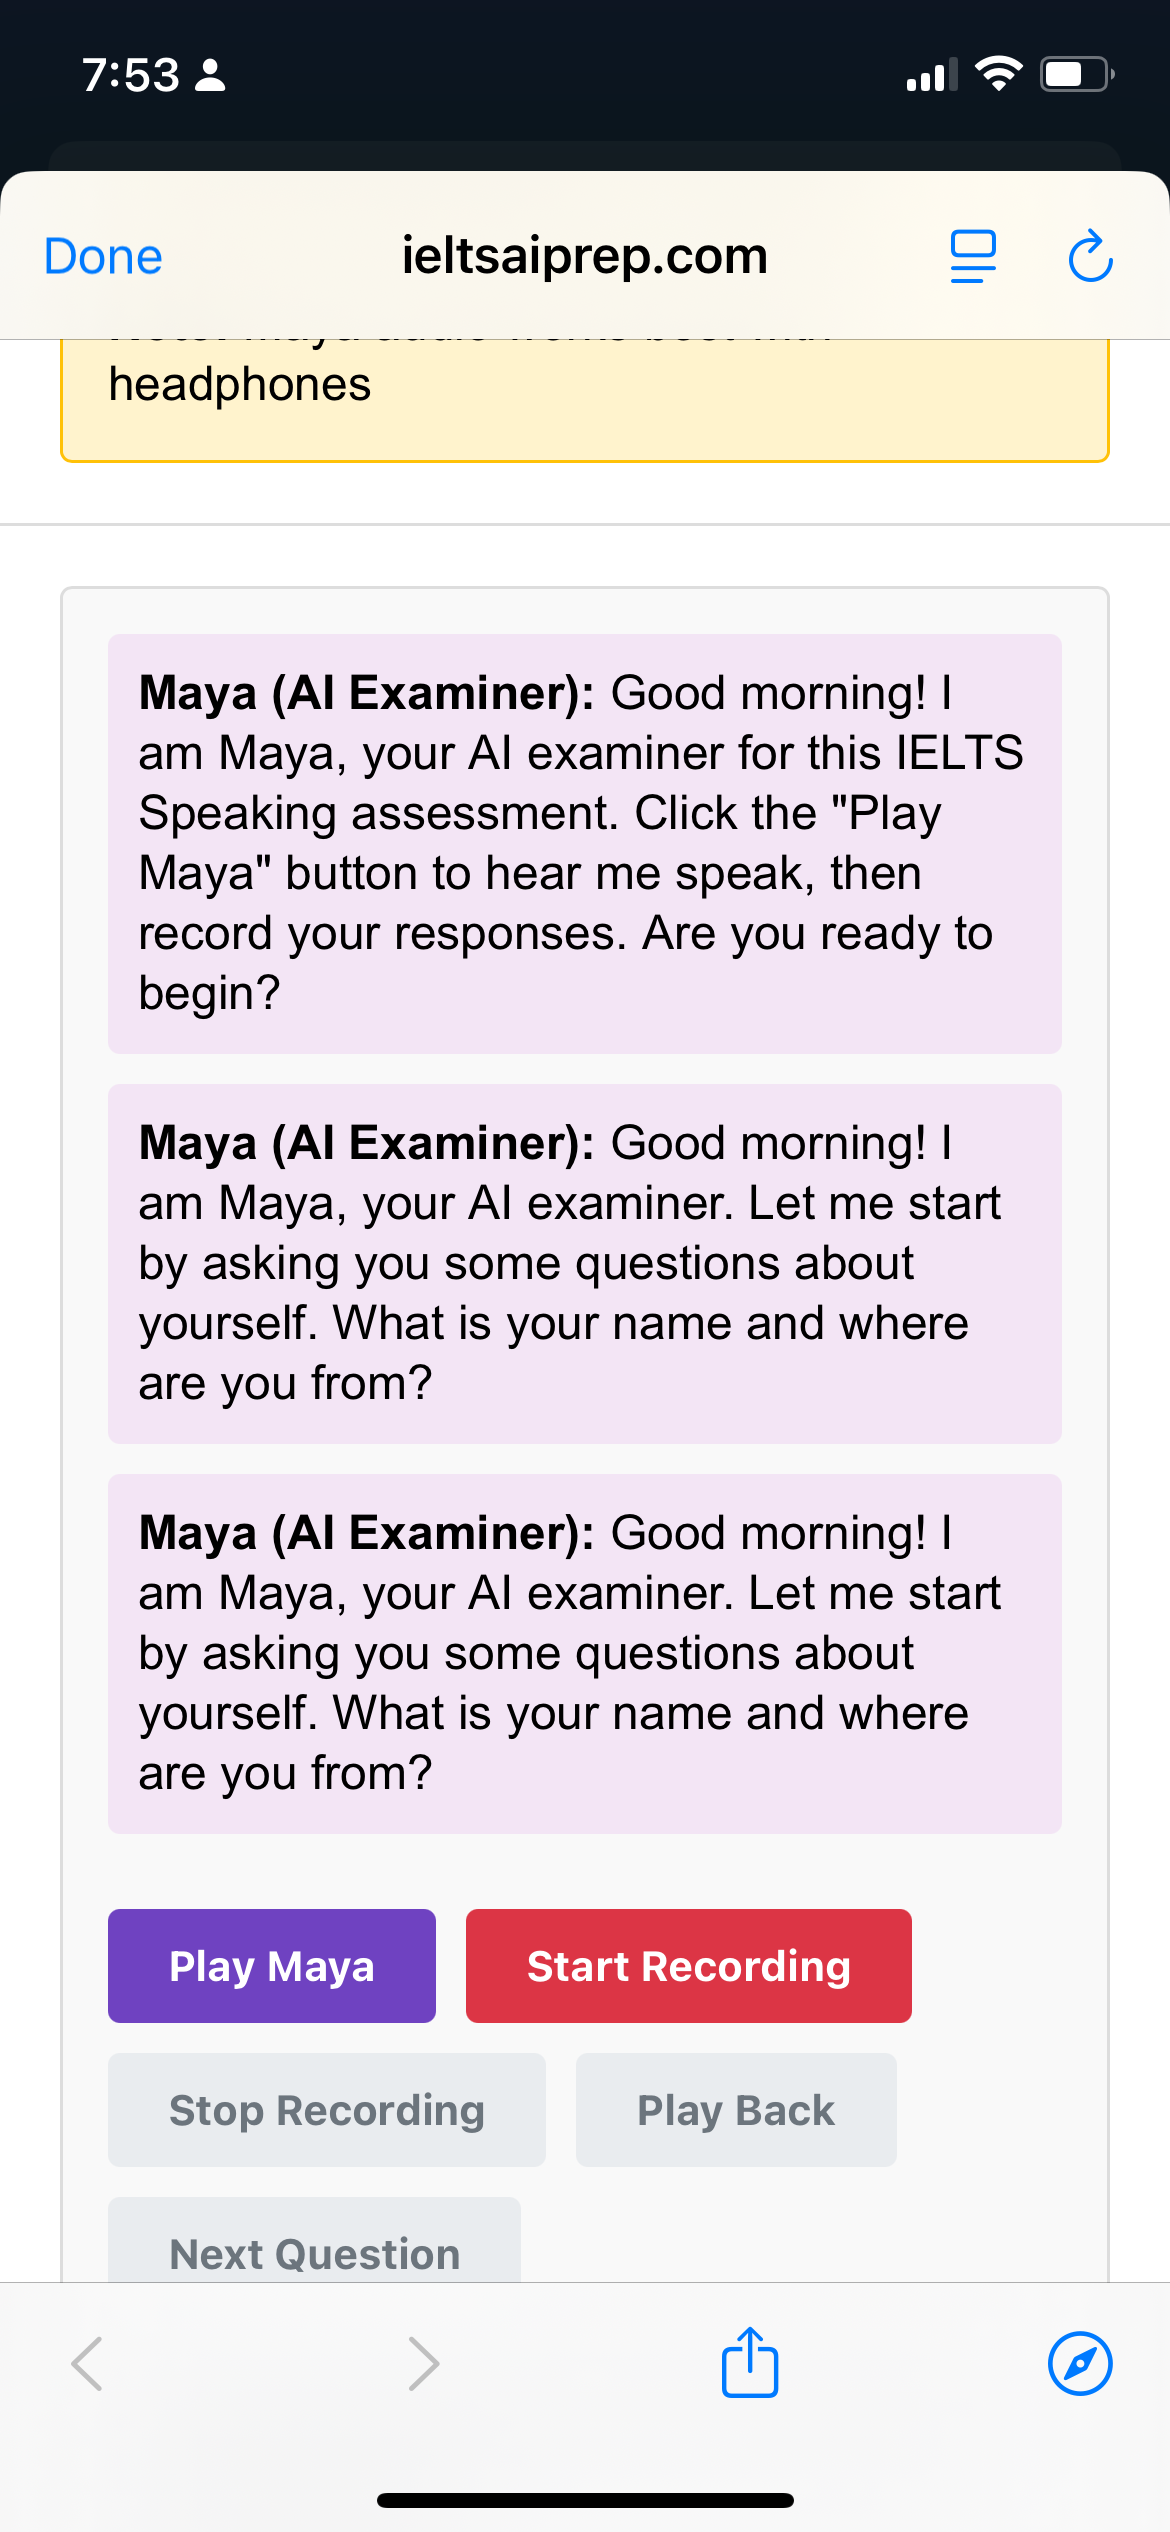 7:53
Done
ieltsaiprep.com
headphones
Maya (AI Examiner): Good morning! I
am Maya, your AI examiner for this IELTS
Speaking assessment. Click the "Play
Maya" button to hear me speak, then
record your responses. Are you ready to
begin?
Maya (AI Examiner): Good morning! I
am Maya, your AI examiner. Let me start
by asking you some questions about
yourself. What is your name and where
are you from?
Maya (AI Examiner): Good morning! I
am Maya, your AI examiner. Let me start
by asking you some questions about
yourself. What is your name and where
are you from?
Play Maya
Start Recording
Stop Recording
Play Back
Next Question